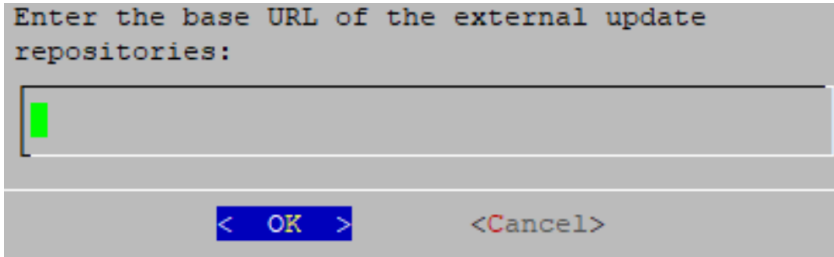 Enter the base URL of the external update
repositories:
<  OK  >    <Cancel>